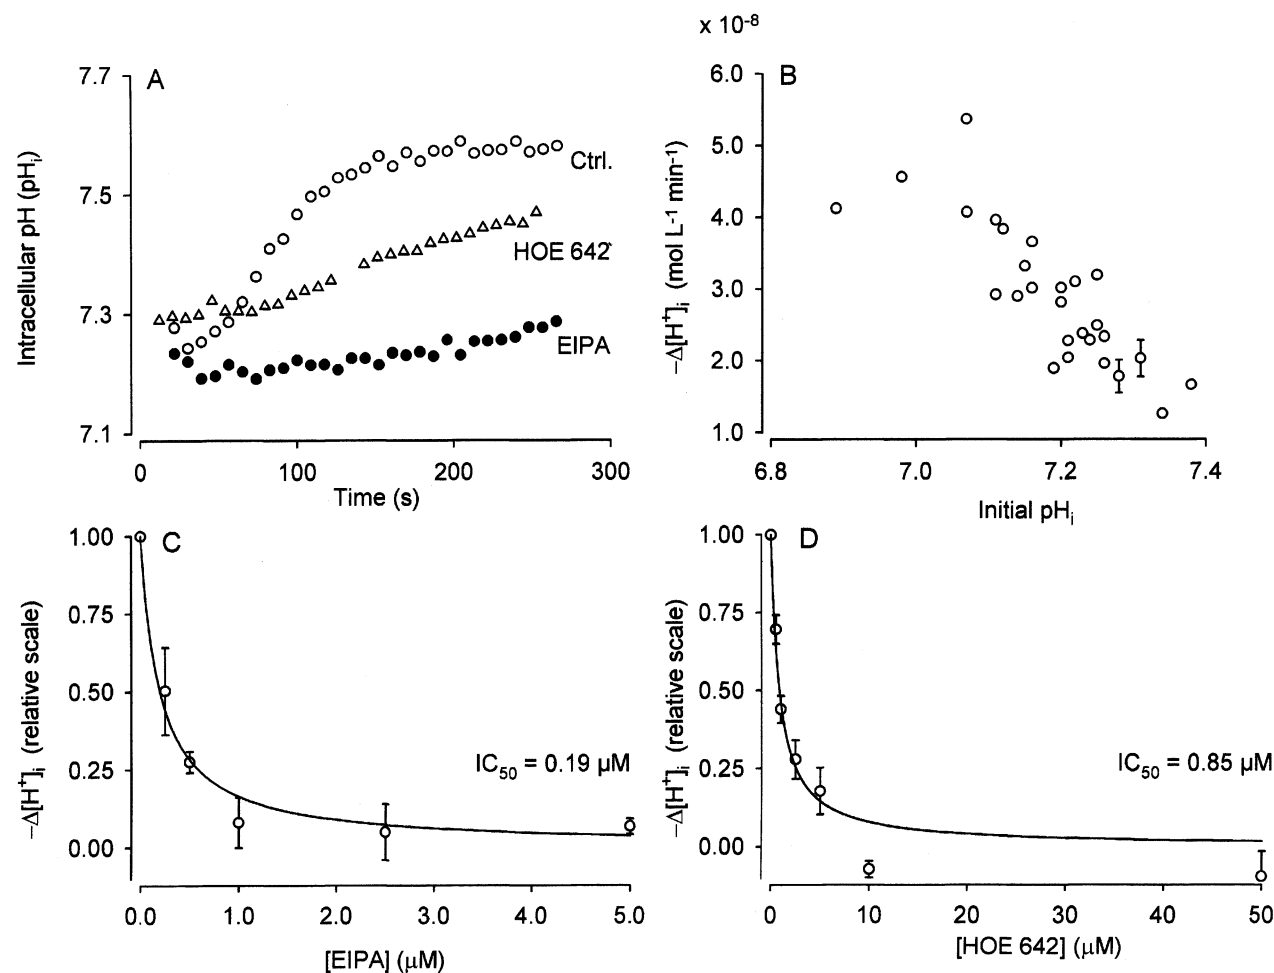 x 10-8
A
7.7
7.5
7.3
7.1
Intracellular pH (pHi)
Ctrl.
HOE 642
EIPA
0
100
200
300
Time (s)
B
6.0
5.0
4.0
3.0
2.0
1.0
−Δ[H+]i (mol L-1 min-1)
6.8
7.0
7.2
7.4
Initial pHi
C
1.00
0.75
0.50
0.25
0.00
−Δ[H+]i (relative scale)
IC50 = 0.19 µM
0.0
1.0
2.0
3.0
4.0
5.0
[EIPA] (µM)
D
1.00
0.75
0.50
0.25
0.00
−Δ[H+]i (relative scale)
IC50 = 0.85 µM
0
10
20
30
40
50
[HOE 642] (µM)